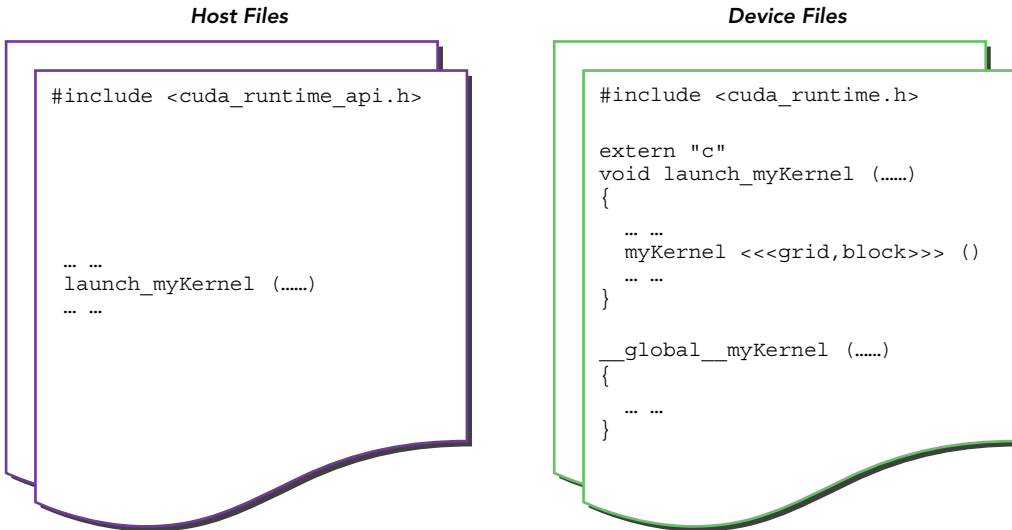 Host Files
#include <cuda_runtime_api.h>
… …
launch_myKernel (……)
… …
Device Files
#include <cuda_runtime.h>
extern "c"
void launch_myKernel (……)
{
… …
myKernel <<<grid,block>>> ()
… …
}
__global__myKernel (……)
{
… …
}